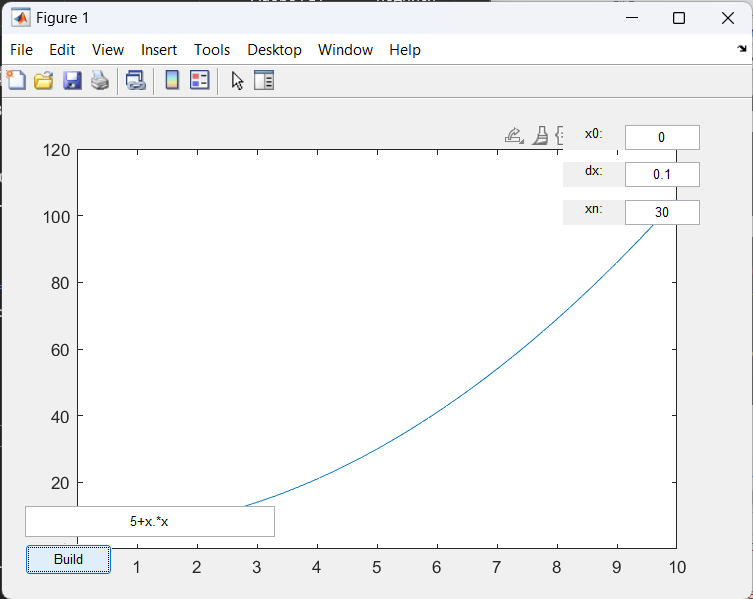 Figure 1
File Edit View Insert Tools Desktop Window Help
x0: 0
dx: 0.1
xn: 30
120
100
80
60
40
20
5+x.*x
Build
1 2 3 4 5 6 7 8 9 10